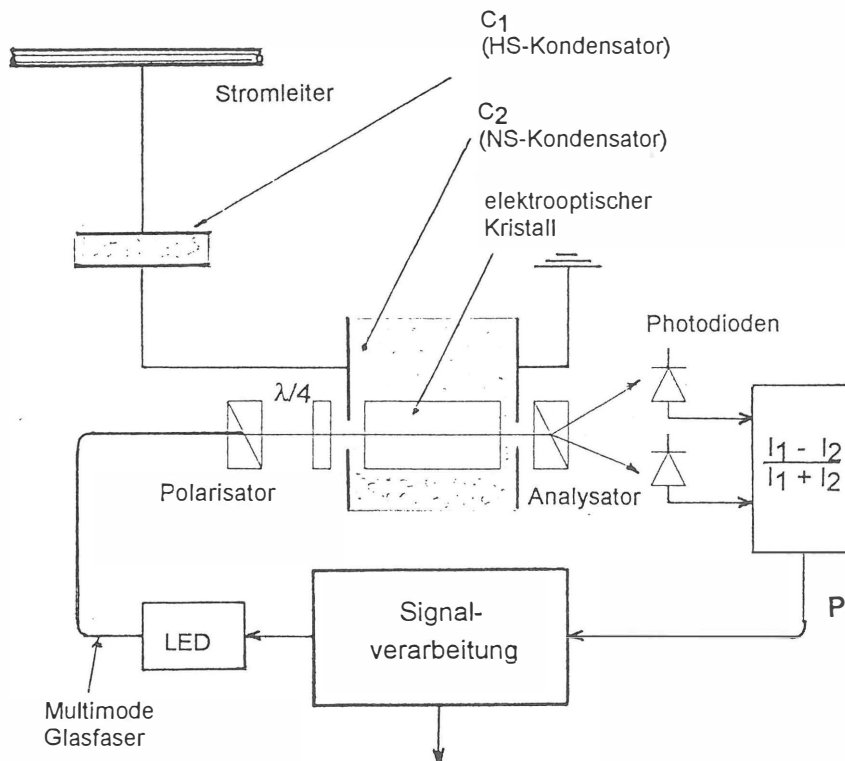 C1
(HS-Kondensator)
Stromleiter
C2
(NS-Kondensator)
elektrooptischer
Kristall
Photodioden
λ/4
I1 - I2
I1 + I2
Polarisator
Analysator
P
Signal-
verarbeitung
LED
Multimode
Glasfaser